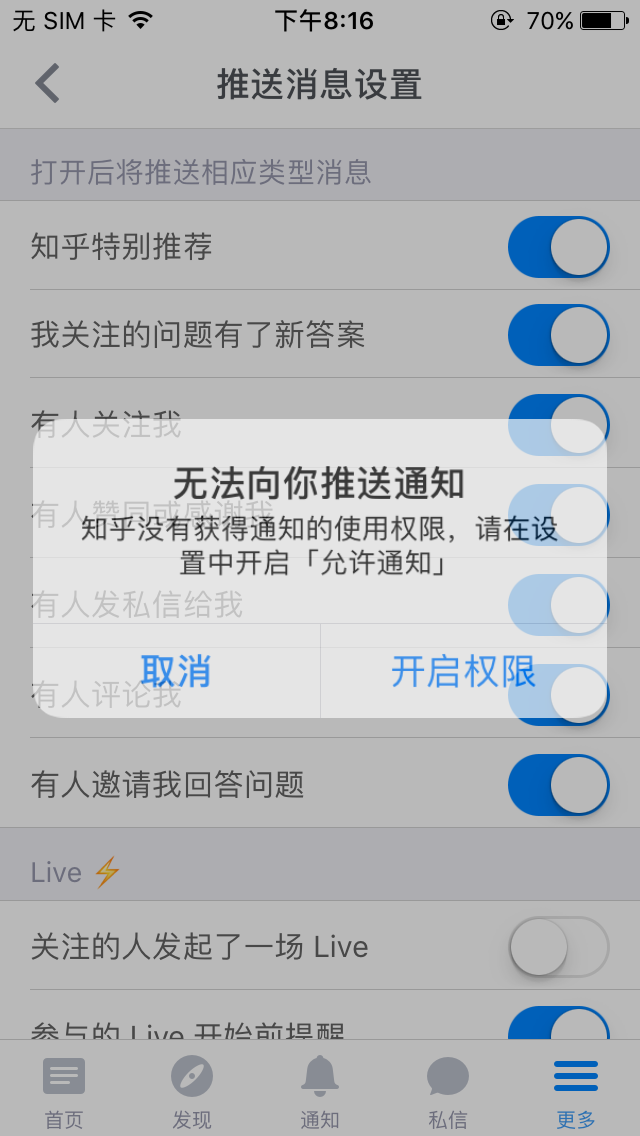 无 SIM 卡 下午8:16 70%
推送消息设置
打开后将推送相应类型消息
知乎特别推荐
我关注的问题有了新答案
有人关注我
无法向你推送通知
有人赞同或感谢我
知乎没有获得通知的使用权限，请在设
置中开启「允许通知」
有人发私信给我
取消 开启权限
有人评论我
有人邀请我回答问题
Live ⚡
关注的人发起了一场 Live
参与的 Live 开始前提醒
首页 发现 通知 私信 更多